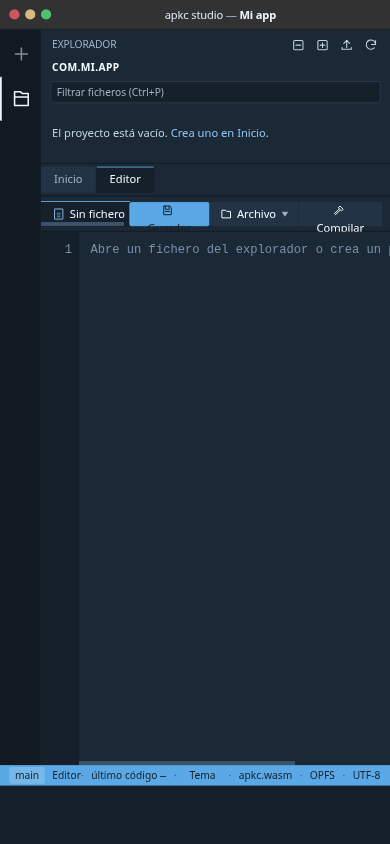 apkc studio — Mi app
EXPLORADOR
COM.MI.APP
Filtrar ficheros (Ctrl+P)
El proyecto está vacío. Crea uno en Inicio.
Inicio Editor
Sin fichero Guardar Archivo Compilar
1 Abre un fichero del explorador o crea un
main Editor · último código — · Tema · apkc.wasm · OPFS · UTF-8